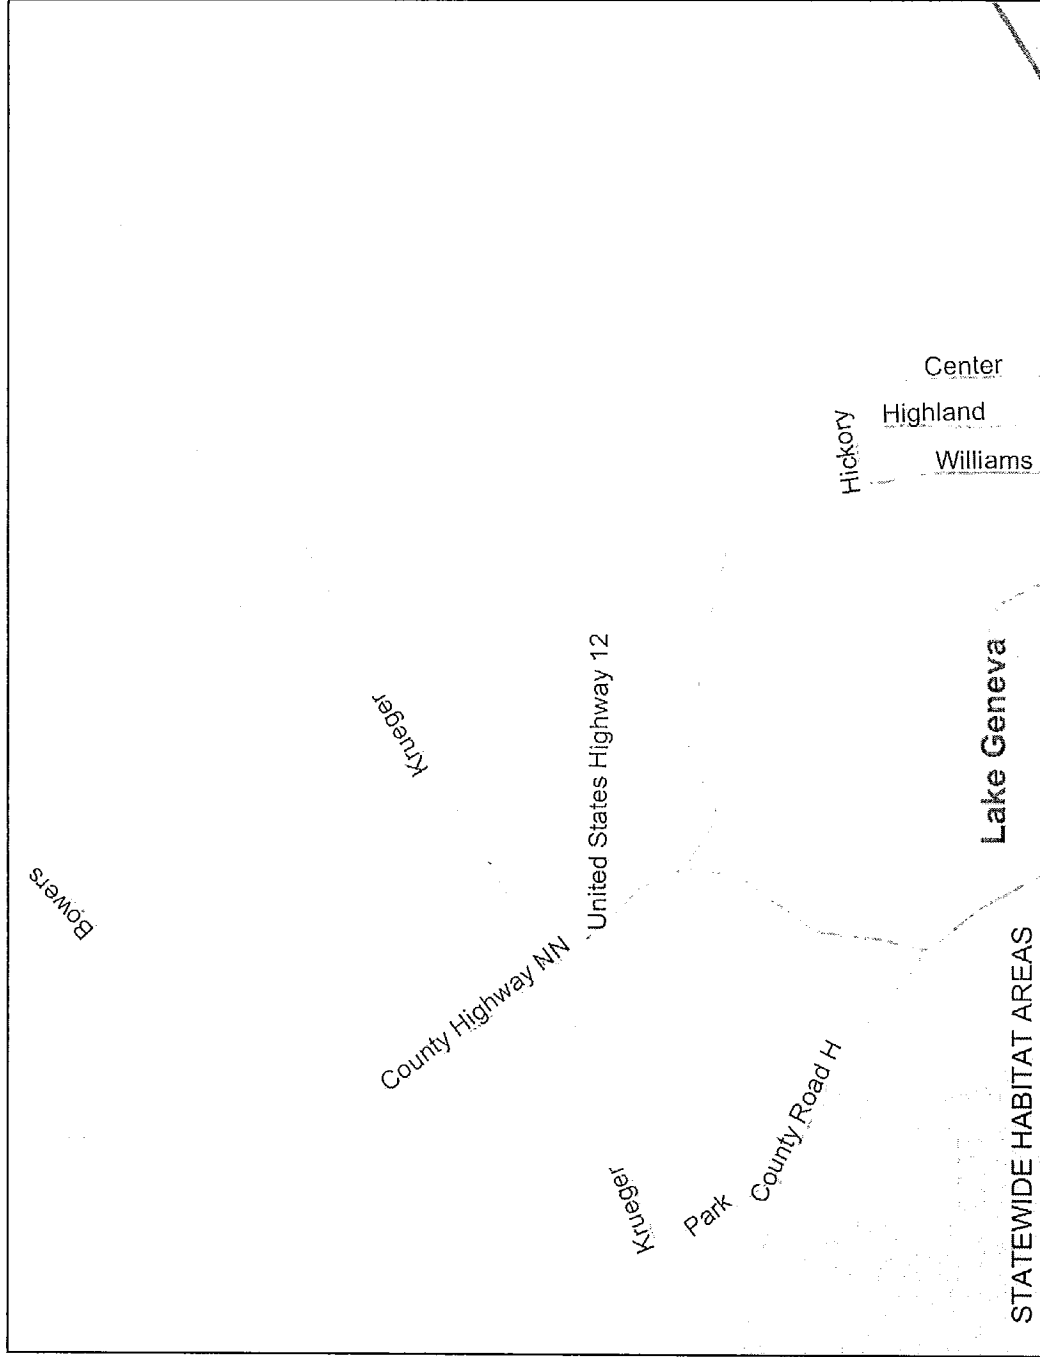 Bowers
Krueger
County Highway NN
United States Highway 12
Krueger
Park
County Road H
Hickory
Center
Highland
Williams
Lake Geneva
STATEWIDE HABITAT AREAS